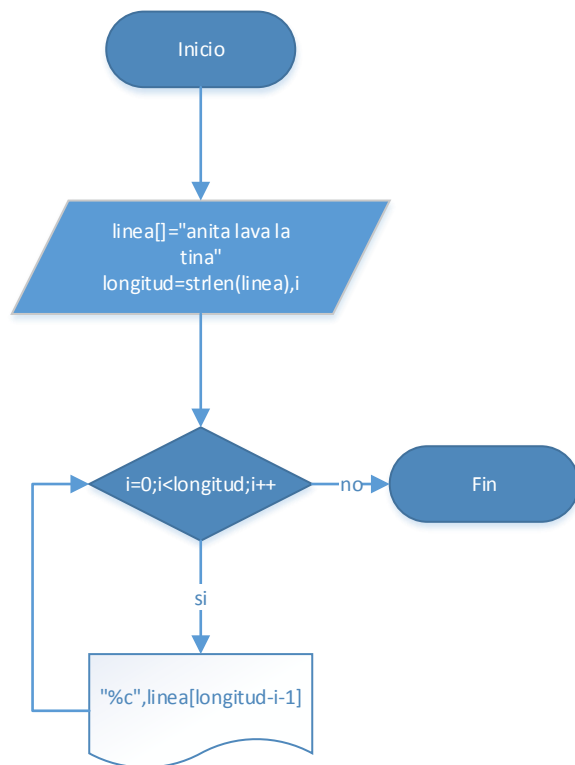 Inicio
linea[]="anita lava la
tina"
longitud=strlen(linea),i
i=0;i<longitud;i++
no
Fin
si
"%c",linea[longitud-i-1]